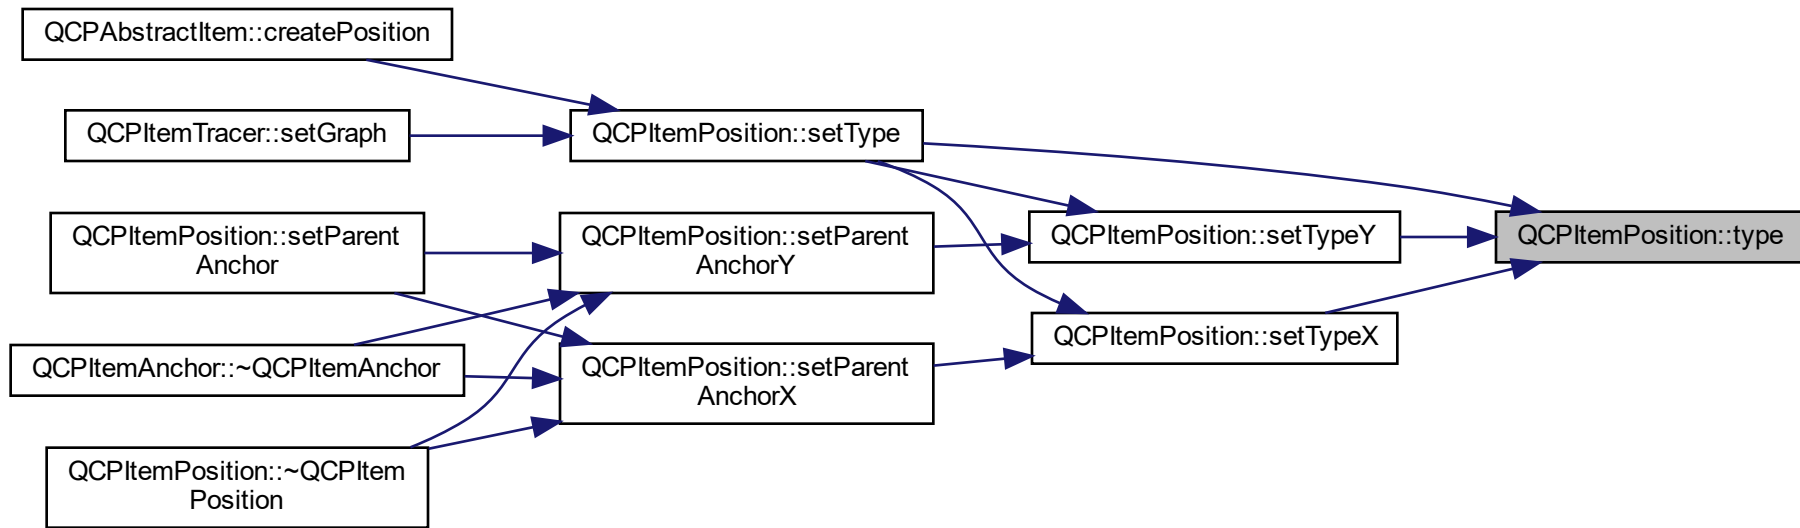 QCPAbstractItem::createPosition
QCPItemTracer::setGraph
QCPItemPosition::setType
QCPItemPosition::setParent
Anchor
QCPItemPosition::setParent
AnchorY
QCPItemPosition::setTypeY
QCPItemPosition::type
QCPItemAnchor::~QCPItemAnchor
QCPItemPosition::setParent
AnchorX
QCPItemPosition::setTypeX
QCPItemPosition::~QCPItem
Position